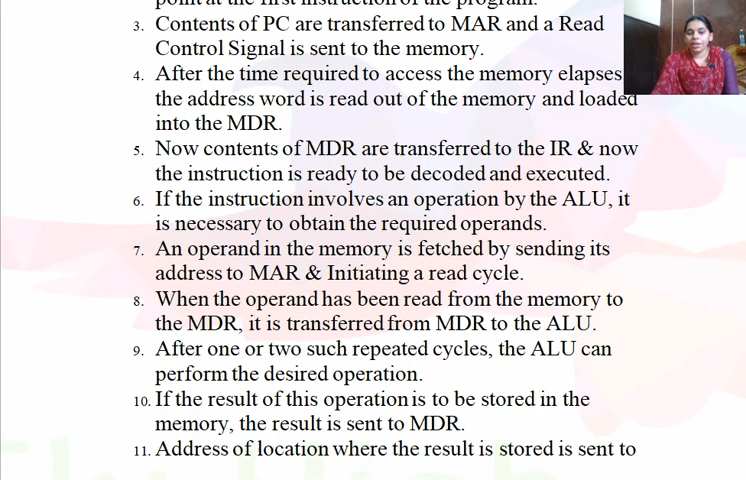 point at the first instruction of the program.
3. Contents of PC are transferred to MAR and a Read
Control Signal is sent to the memory.
4. After the time required to access the memory elapses
the address word is read out of the memory and loaded
into the MDR.
5. Now contents of MDR are transferred to the IR & now
the instruction is ready to be decoded and executed.
6. If the instruction involves an operation by the ALU, it
is necessary to obtain the required operands.
7. An operand in the memory is fetched by sending its
address to MAR & Initiating a read cycle.
8. When the operand has been read from the memory to
the MDR, it is transferred from MDR to the ALU.
9. After one or two such repeated cycles, the ALU can
perform the desired operation.
10. If the result of this operation is to be stored in the
memory, the result is sent to MDR.
11. Address of location where the result is stored is sent to